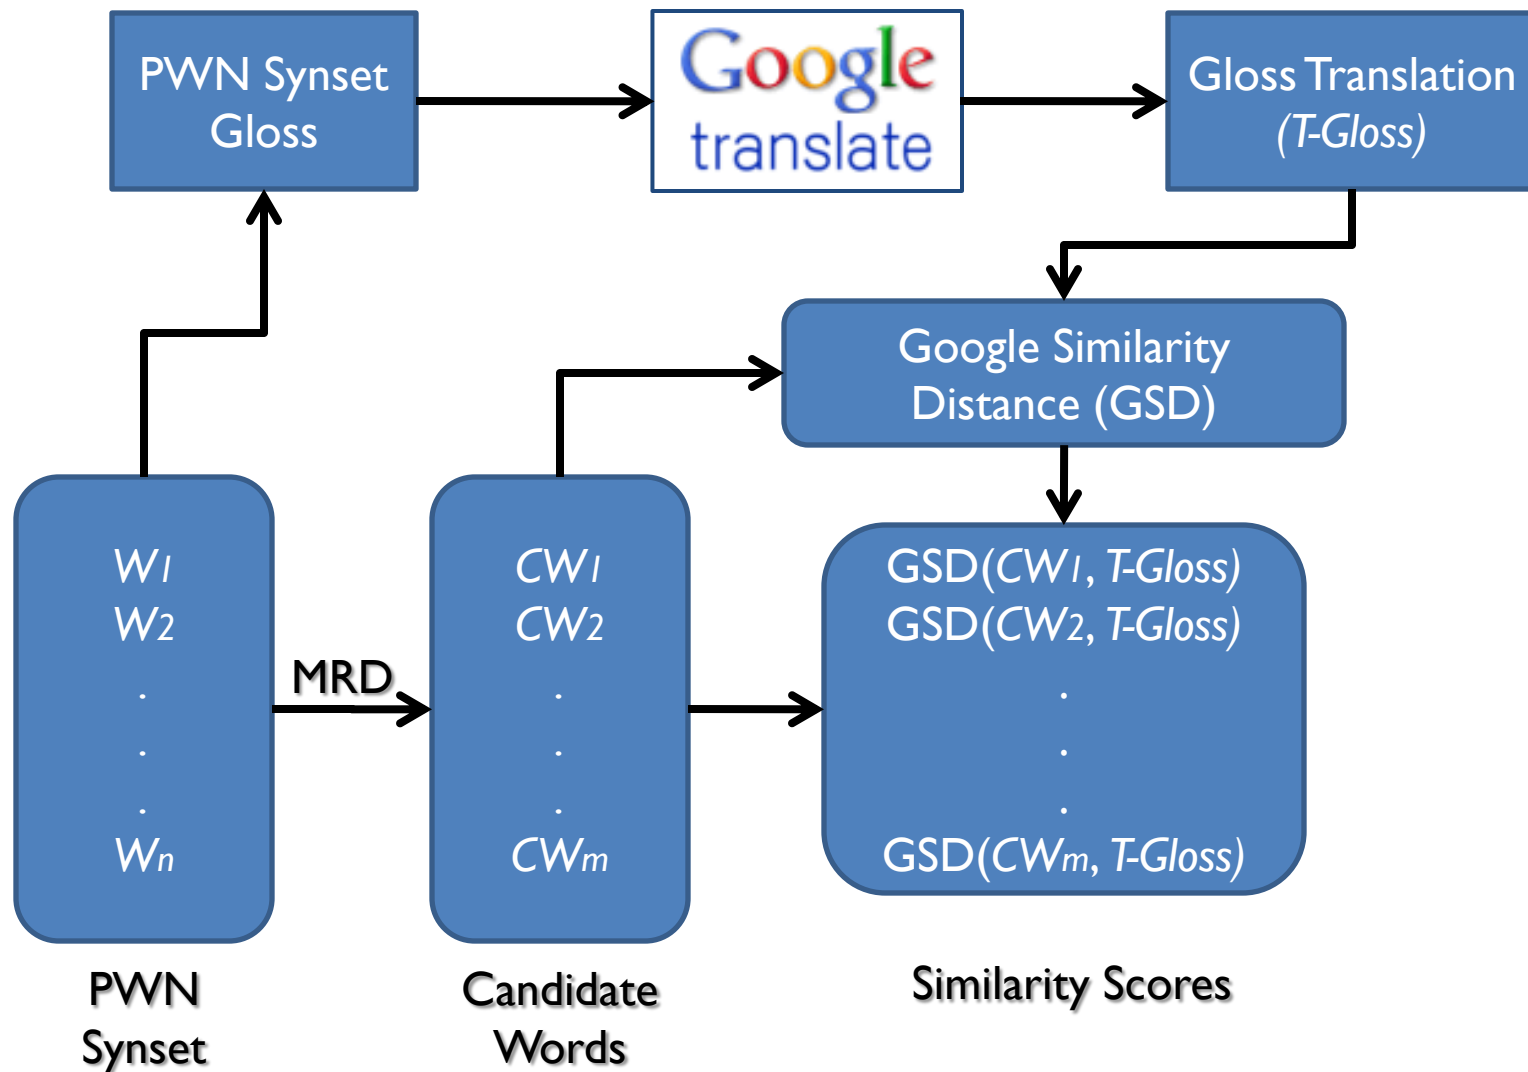 PWN Synset
Gloss
Google
translate
Gloss Translation
(T-Gloss)
Google Similarity
Distance (GSD)
W1
W2
.
.
.
Wn
MRD
CW1
CW2
.
.
.
CWm
GSD(CW1, T-Gloss)
GSD(CW2, T-Gloss)
.
.
.
GSD(CWm, T-Gloss)
PWN
Synset
Candidate
Words
Similarity Scores